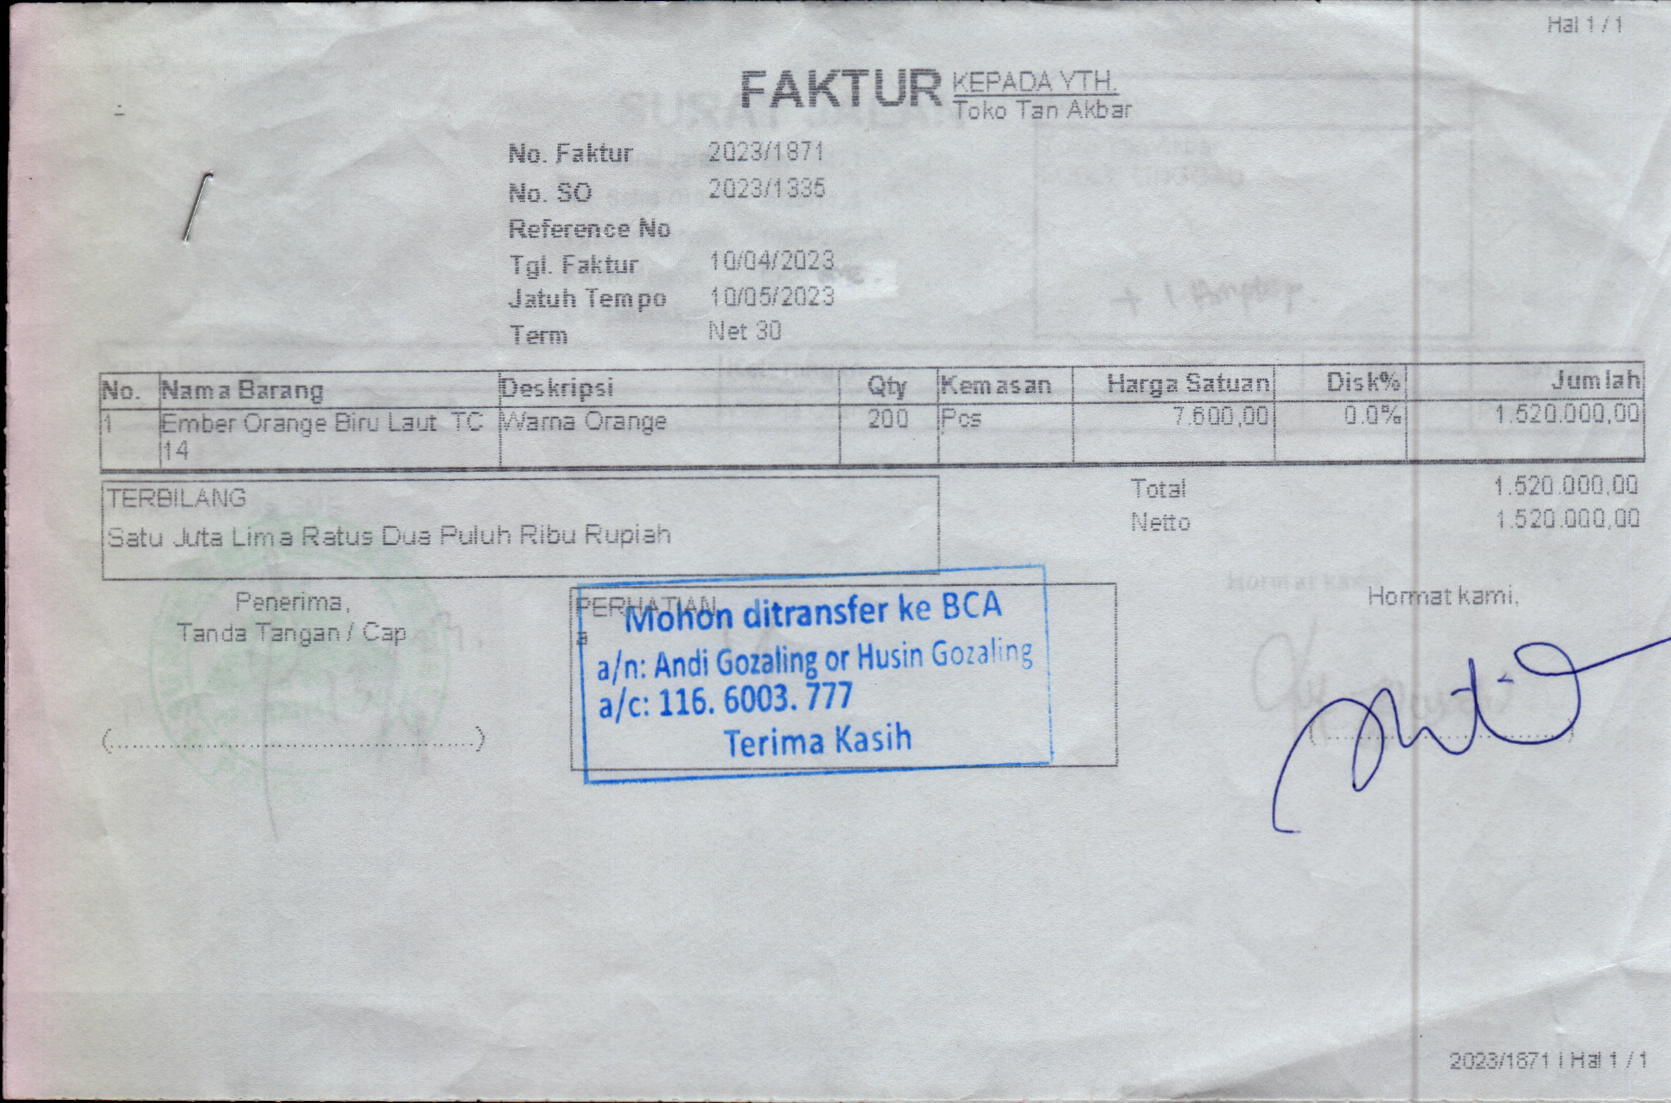 Hal 1 / 1
FAKTUR
KEPADA YTH.
Toko Tan Akbar
No. Faktur 2023/1871
No. SO 2023/1335
Reference No
Tgl. Faktur 10/04/2023
Jatuh Tempo 10/05/2023
Term Net 30
No. Nama Barang Deskripsi Qty Kemasan Harga Satuan Disk% Jumlah
1 Ember Orange Biru Laut TC Warna Orange 200 Pcs 7.600,00 0.0% 1.520.000,00
14
TERBILANG
Satu Juta Lima Ratus Dua Puluh Ribu Rupiah
Total 1.520.000,00
Netto 1.520.000,00
Penerima,
Tanda Tangan / Cap
PERHATIAN
a
Mohon ditransfer ke BCA
a/n: Andi Gozaling or Husin Gozaling
a/c: 116. 6003. 777
Terima Kasih
Hormat kami,
2023/1871 | Hal 1 / 1